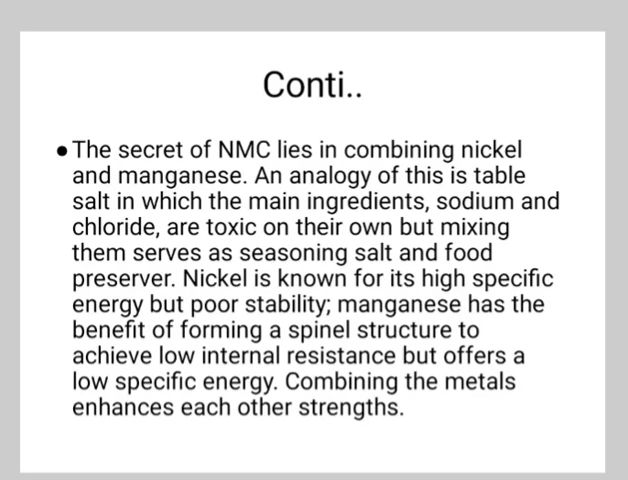 Conti..
● The secret of NMC lies in combining nickel
and manganese. An analogy of this is table
salt in which the main ingredients, sodium and
chloride, are toxic on their own but mixing
them serves as seasoning salt and food
preserver. Nickel is known for its high specific
energy but poor stability; manganese has the
benefit of forming a spinel structure to
achieve low internal resistance but offers a
low specific energy. Combining the metals
enhances each other strengths.